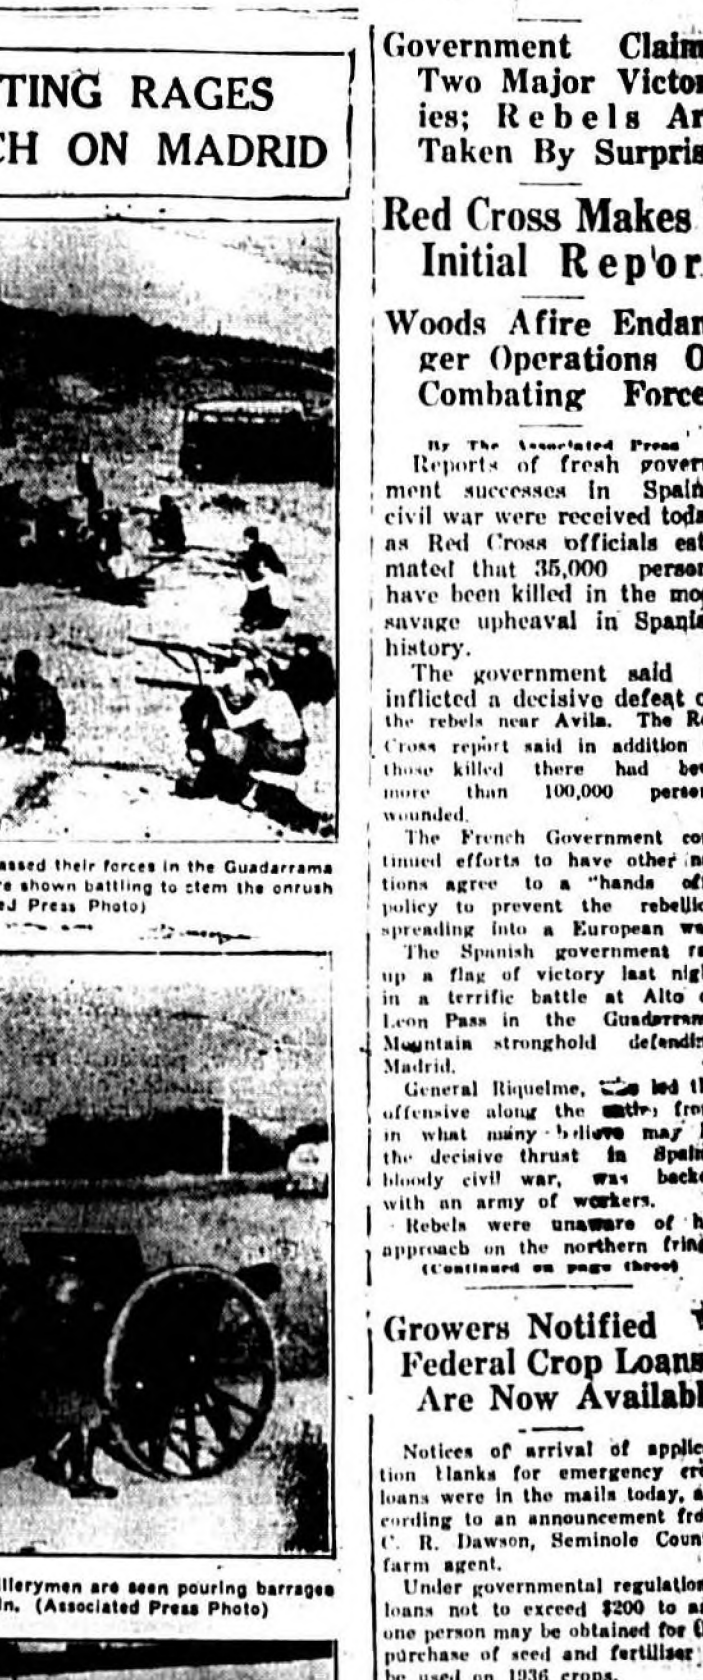 TING RAGES
CH ON MADRID
assed their forces in the Guadarrama
e shown battling to stem the onrush
Press Photo)
llerymen are seen pouring barrages
in. (Associated Press Photo)
Government Claim
Two Major Victor
ies; Rebels Ar
Taken By Surpris
Red Cross Makes
Initial Repor
Woods Afire Endan
ger Operations O
Combating Force
By The Associated Press
Reports of fresh govern
ment successes in Spain
civil war were received toda
as Red Cross officials est
mated that 35,000 person
have been killed in the mo
savage upheaval in Spanis
history.
The government said
inflicted a decisive defeat o
the rebels near Avila. The Re
Cross report said in addition
those killed there had bee
more than 100,000 person
wounded.
The French Government con
tinued efforts to have other na
tions agree to a "hands off
policy to prevent the rebellio
spreading into a European wa
The Spanish government ra
up a flag of victory last nigh
in a terrific battle at Alto d
Leon Pass in the Guadarram
Mountain stronghold defendin
Madrid.
General Riquelme, who led th
offensive along the entire fron
in what many believe may b
the decisive thrust in Spain
bloody civil war, was backe
with an army of workers.
Rebels were unaware of h
approach on the northern fring
(Continued on page three)
Growers Notified
Federal Crop Loans
Are Now Availabl
Notices of arrival of applic
tion blanks for emergency cre
loans were in the mails today, a
cording to an announcement fro
C. R. Dawson, Seminole Coun
farm agent.
Under governmental regulation
loans not to exceed $200 to an
one person may be obtained for
purchase of seed and fertilizer
be used on 1936 crops.